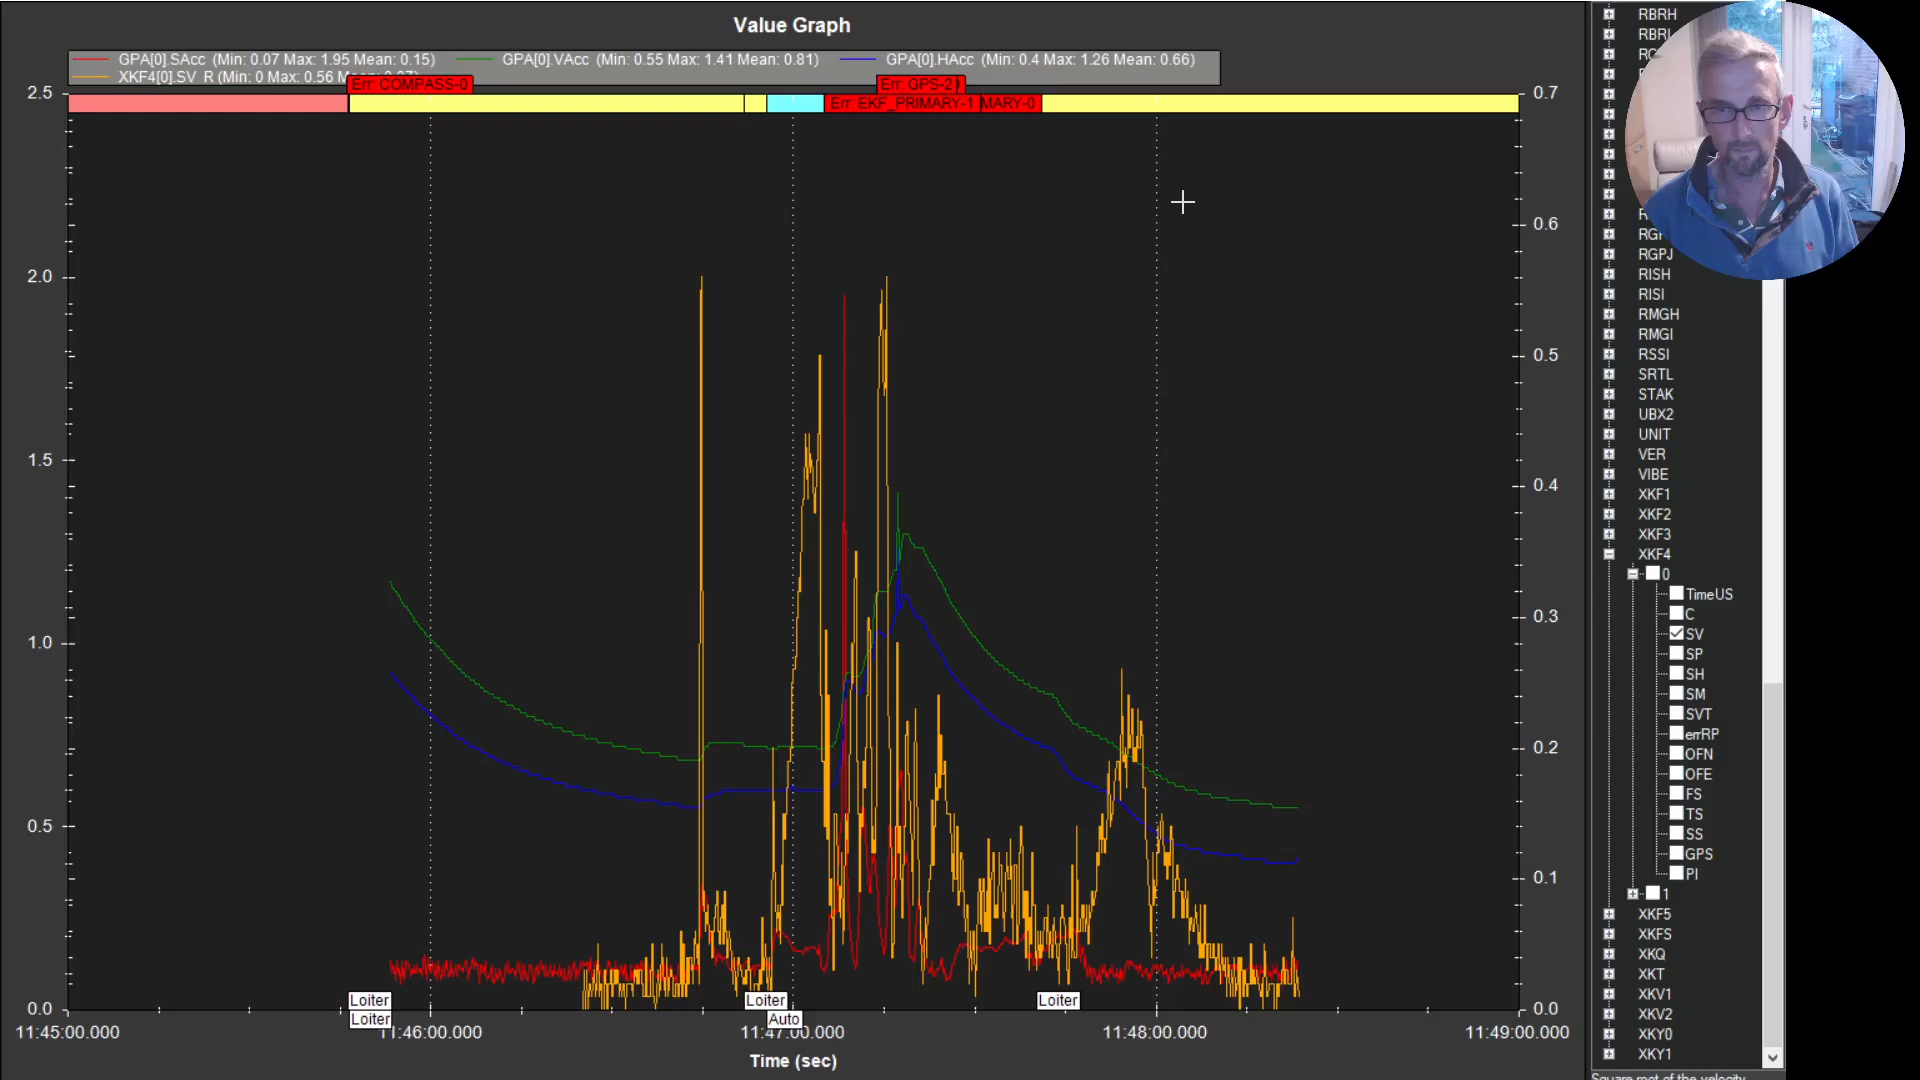 Value Graph
GPA[0].SAcc (Min: 0.07 Max: 1.95 Mean: 0.15)
GPA[0].VAcc (Min: 0.55 Max: 1.41 Mean: 0.81)
GPA[0].HAcc (Min: 0.4 Max: 1.26 Mean: 0.66)
XKF4[0].SV R (Min: 0 Max: 0.56
Err: COMPASS-0
Err: GPS-2
Err: EKF_PRIMARY-1
MARY-0
2.5
2.0
1.5
1.0
0.5
0.0
0.7
0.6
0.5
0.4
0.3
0.2
0.1
0.0
Loiter
Loiter
Loiter
Auto
Loiter
11:45:00.000
11:46:00.000
11:47:00.000
11:48:00.000
11:49:00.000
Time (sec)
RBRH
RGPJ
RISH
RISI
RMGH
RMGI
RSSI
SRTL
STAK
UBX2
UNIT
VER
VIBE
XKF1
XKF2
XKF3
XKF4
0
TimeUS
C
SV
SP
SH
SM
SVT
errRP
OFN
OFE
FS
TS
SS
GPS
PI
1
XKF5
XKFS
XKQ
XKT
XKV1
XKV2
XKY0
XKY1
Square root of the velocity